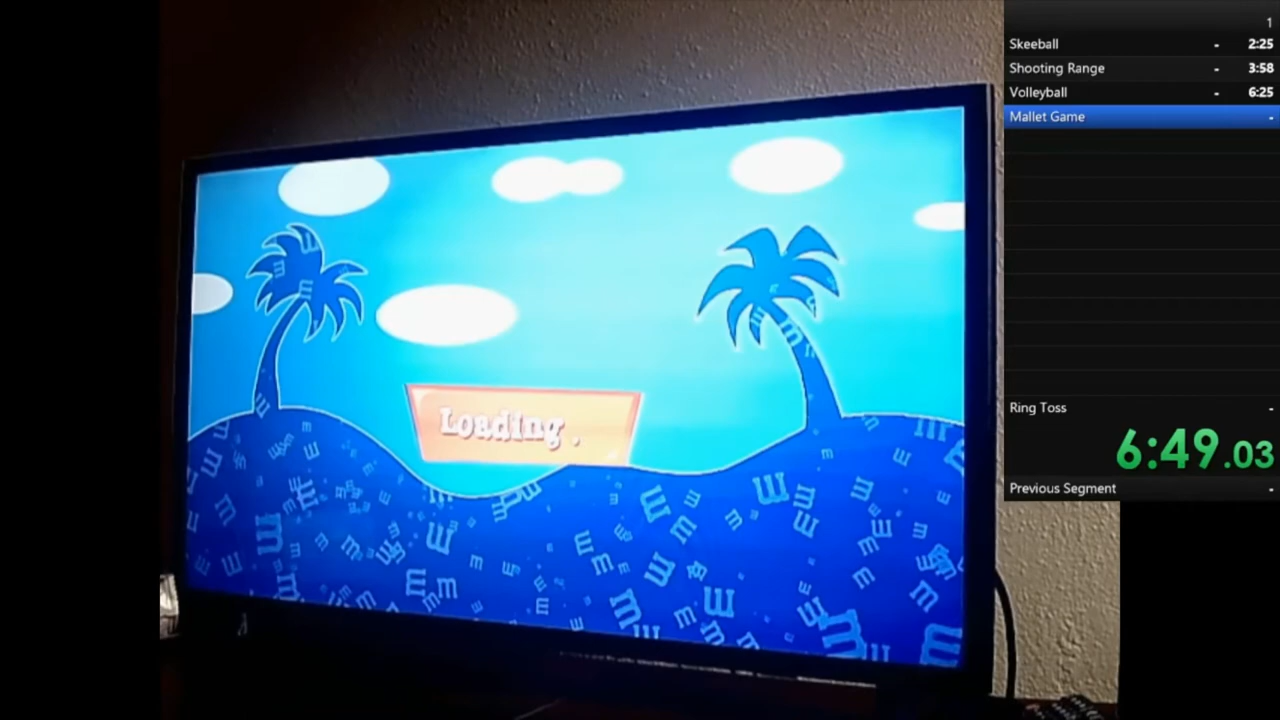 Loading .
1
Skeeball - 2:25
Shooting Range - 3:58
Volleyball - 6:25
Mallet Game -
Ring Toss -
6:49.03
Previous Segment -